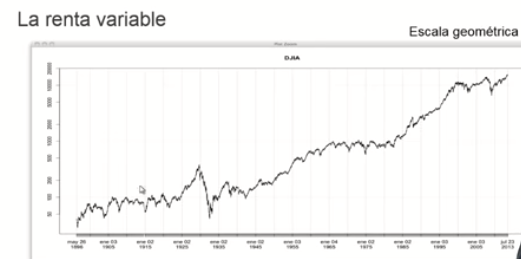 La renta variable
Escala geométrica
DJIA
may 26 ene 03 ene 02 ene 02 ene 02 ene 02 ene 03 ene 04 ene 02 ene 02 ene 03 ene 03 jul 23
1896 1905 1915 1925 1935 1945 1955 1965 1975 1985 1995 2005 2013